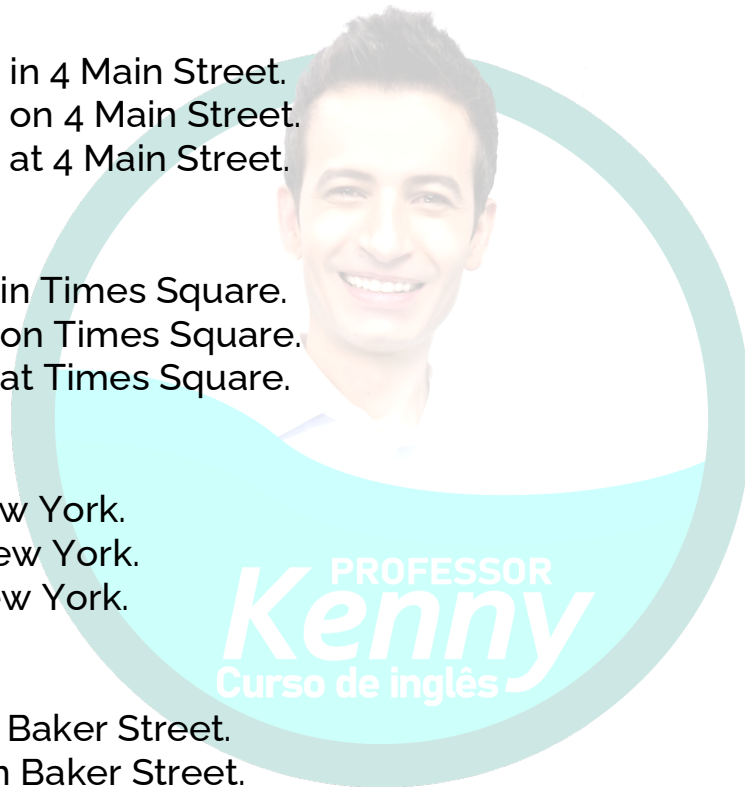 in 4 Main Street.
on 4 Main Street.
at 4 Main Street.
in Times Square.
on Times Square.
at Times Square.
York.
York.
York.
PROFESSOR
Kenny
Curso de inglês
Baker Street.
Baker Street.